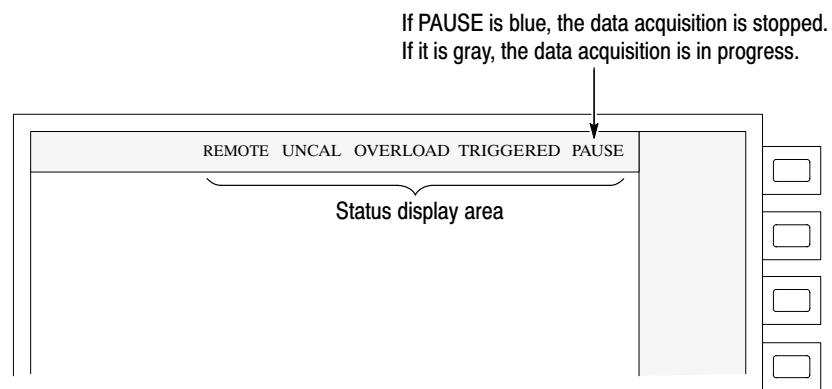 If PAUSE is blue, the data acquisition is stopped.
If it is gray, the data acquisition is in progress.
REMOTE UNCAL OVERLOAD TRIGGERED PAUSE
Status display area